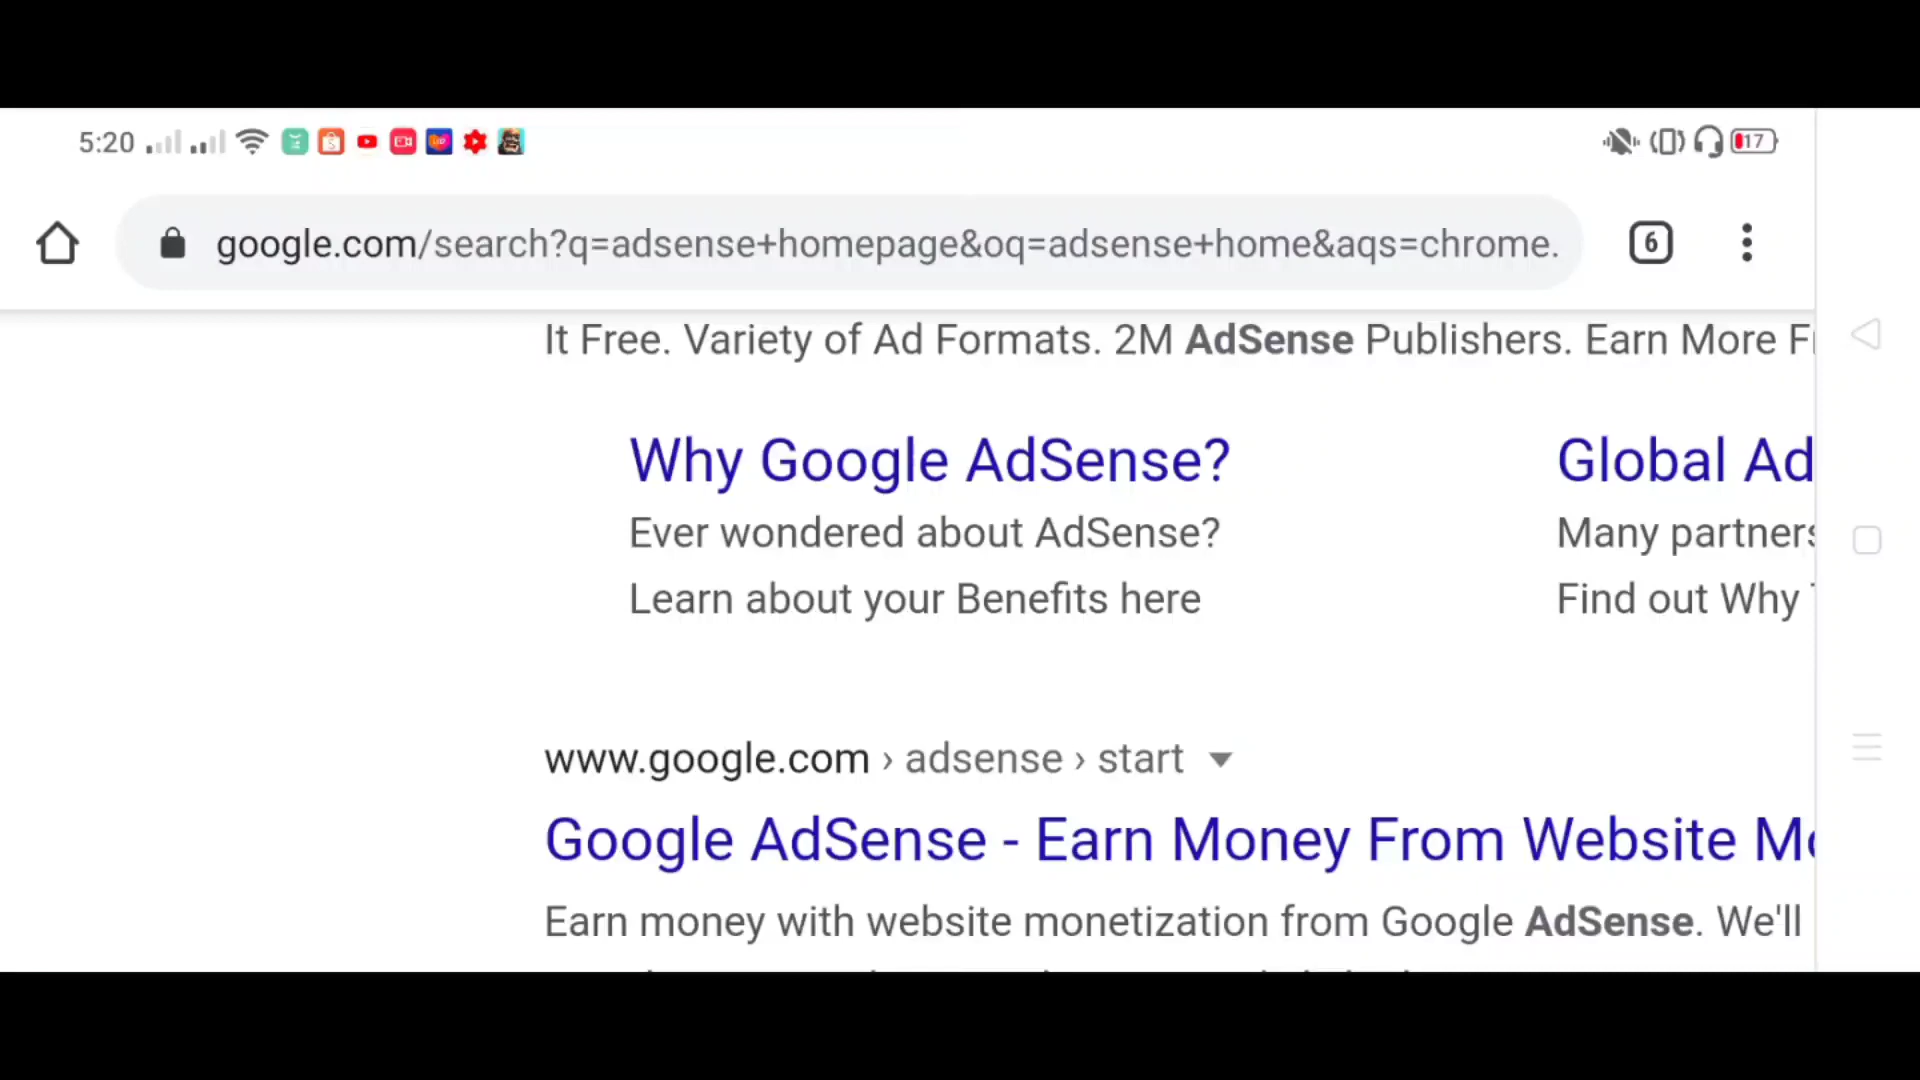 5:20
17
google.com/search?q=adsense+homepage&oq=adsense+home&aqs=chrome.
6
It Free. Variety of Ad Formats. 2M AdSense Publishers. Earn More
Why Google AdSense?
Global Ad
Ever wondered about AdSense?
Many partners
Learn about your Benefits here
Find out Why
www.google.com › adsense › start
Google AdSense - Earn Money From Website
Earn money with website monetization from Google AdSense. We'll